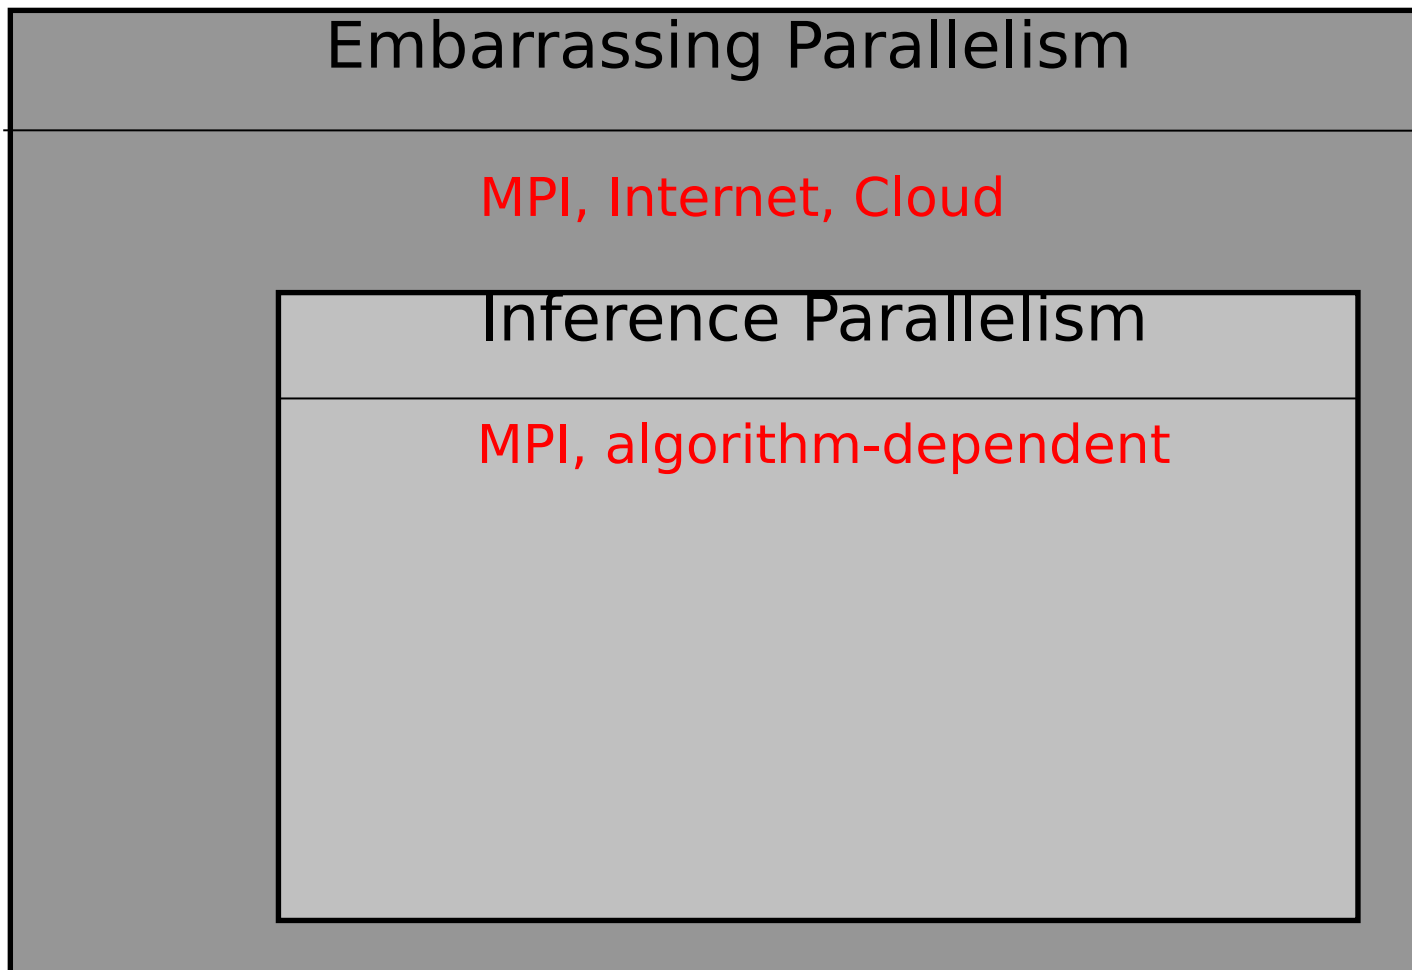 Embarrassing Parallelism
MPI, Internet, Cloud
Inference Parallelism
MPI, algorithm-dependent